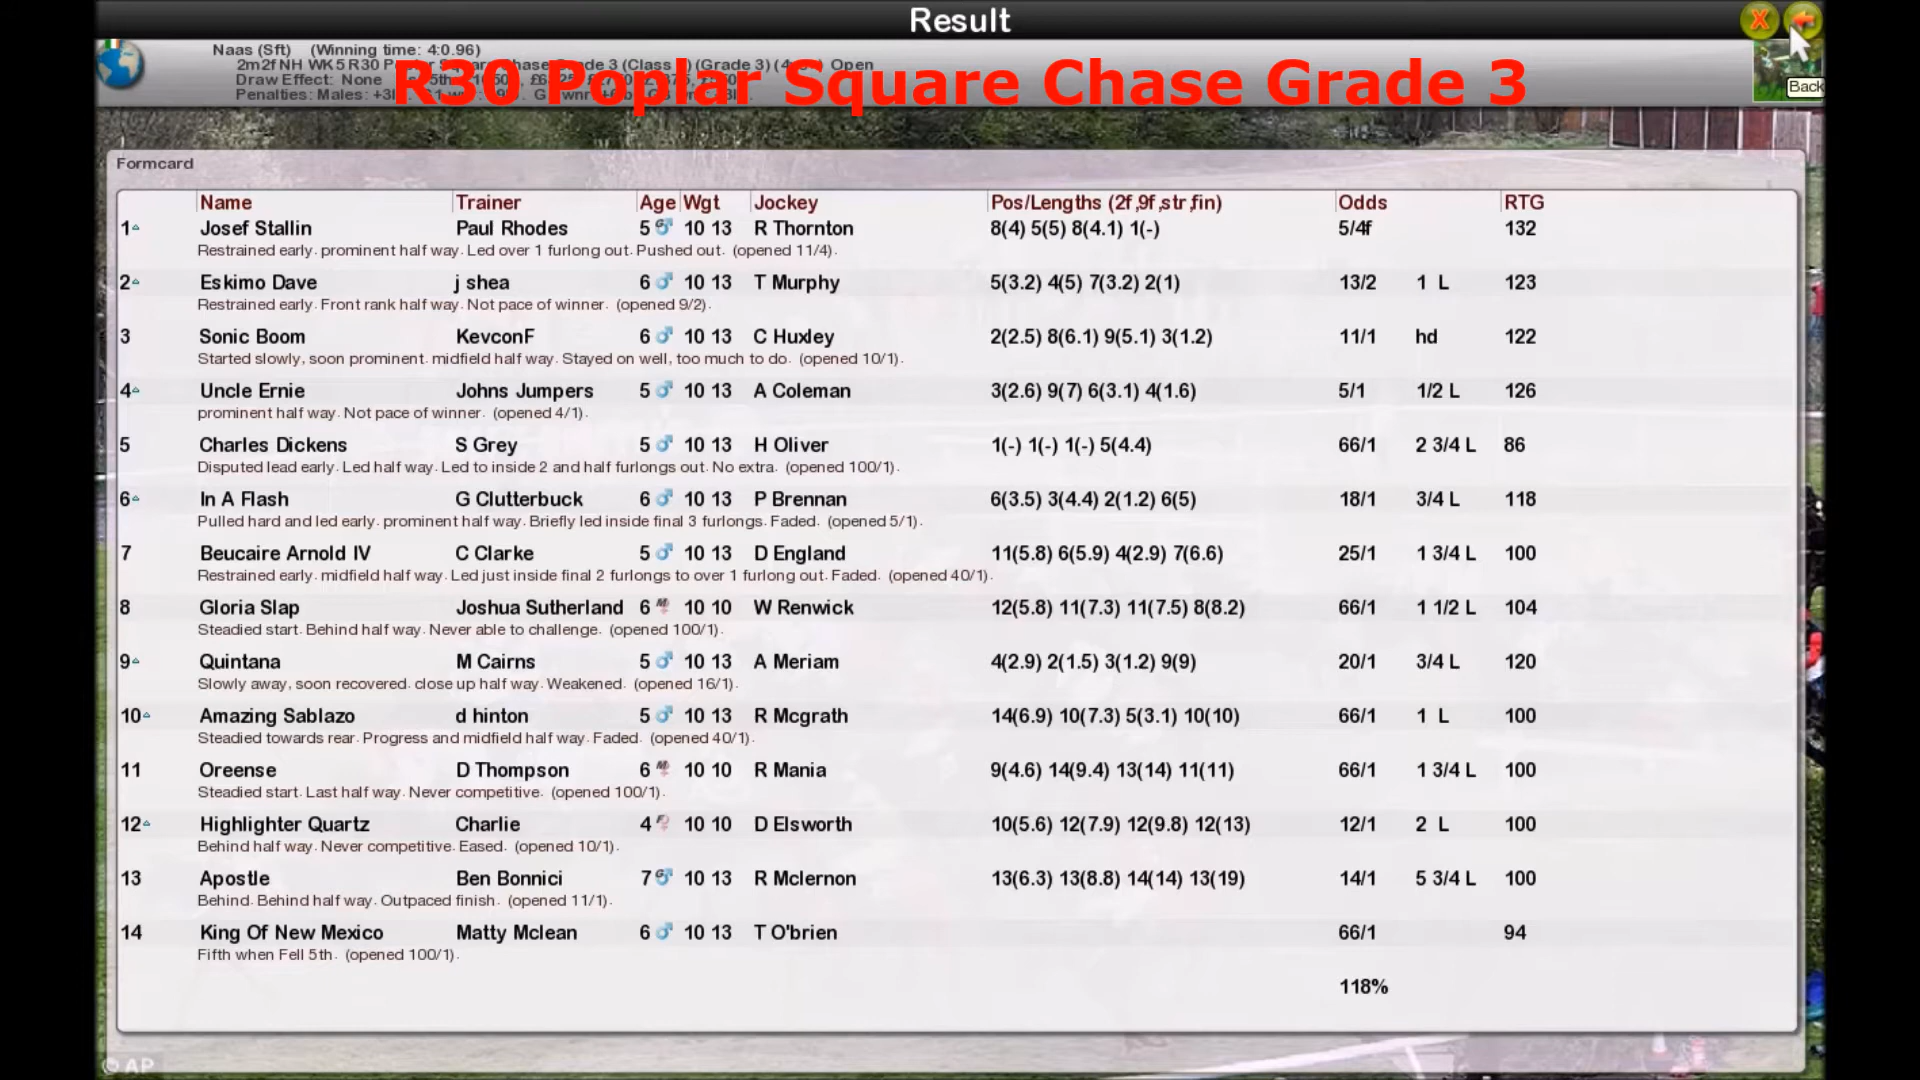 Result
Naas (Sft) (Winning time: 4:0.96)
2m2f NH WK5 R30 Chase Grade 3 (Class (Grade 3) Open
R30 Poplar Square Chase Grade 3
Draw Effect: None
Penalties: Males:
Back
Formcard
Name Trainer Age Wgt Jockey Pos/Lengths (2f,9f,str,fin) Odds RTG
1 Josef Stallin Paul Rhodes 5 10 13 R Thornton 8(4) 5(5) 8(4.1) 1(-) 5/4f 132
Restrained early. prominent half way. Led over 1 furlong out. Pushed out. (opened 11/4).
2 Eskimo Dave j shea 6 10 13 T Murphy 5(3.2) 4(5) 7(3.2) 2(1) 13/2 1 L 123
Restrained early. Front rank half way. Not pace of winner. (opened 9/2).
3 Sonic Boom KevconF 6 10 13 C Huxley 2(2.5) 8(6.1) 9(5.1) 3(1.2) 11/1 hd 122
Started slowly, soon prominent. midfield half way. Stayed on well, too much to do. (opened 10/1).
4 Uncle Ernie Johns Jumpers 5 10 13 A Coleman 3(2.6) 9(7) 6(3.1) 4(1.6) 5/1 1/2 L 126
prominent half way. Not pace of winner. (opened 4/1).
5 Charles Dickens S Grey 5 10 13 H Oliver 1(-) 1(-) 1(-) 5(4.4) 66/1 2 3/4 L 86
Disputed lead early. Led half way. Led to inside 2 and half furlongs out. No extra. (opened 100/1).
6 In A Flash G Clutterbuck 6 10 13 P Brennan 6(3.5) 3(4.4) 2(1.2) 6(5) 18/1 3/4 L 118
Pulled hard and led early. prominent half way. Briefly led inside final 3 furlongs. Faded. (opened 5/1).
7 Beucaire Arnold IV C Clarke 5 10 13 D England 11(5.8) 6(5.9) 4(2.9) 7(6.6) 25/1 1 3/4 L 100
Restrained early. midfield half way. Led just inside final 2 furlongs to over 1 furlong out. Faded. (opened 40/1).
8 Gloria Slap Joshua Sutherland 6 10 10 W Renwick 12(5.8) 11(7.3) 11(7.5) 8(8.2) 66/1 1 1/2 L 104
Steadied start. Behind half way. Never able to challenge. (opened 100/1).
9 Quintana M Cairns 5 10 13 A Meriam 4(2.9) 2(1.5) 3(1.2) 9(9) 20/1 3/4 L 120
Slowly away, soon recovered. close up half way. Weakened. (opened 16/1).
10 Amazing Sablazo d hinton 5 10 13 R Mcgrath 14(6.9) 10(7.3) 5(3.1) 10(10) 66/1 1 L 100
Steadied towards rear. Progress and midfield half way. Faded. (opened 40/1).
11 Oreense D Thompson 6 10 10 R Mania 9(4.6) 14(9.4) 13(14) 11(11) 66/1 1 3/4 L 100
Steadied start. Last half way. Never competitive. (opened 100/1).
12 Highlighter Quartz Charlie 4 10 10 D Elsworth 10(5.6) 12(7.9) 12(9.8) 12(13) 12/1 2 L 100
Behind half way. Never competitive. Eased. (opened 10/1).
13 Apostle Ben Bonnici 7 10 13 R Mclernon 13(6.3) 13(8.8) 14(14) 13(19) 14/1 5 3/4 L 100
Behind. Behind half way. Outpaced finish. (opened 11/1).
14 King Of New Mexico Matty Mclean 6 10 13 T O'brien 66/1 94
Fifth when Fell 5th. (opened 100/1).
118%
© AP